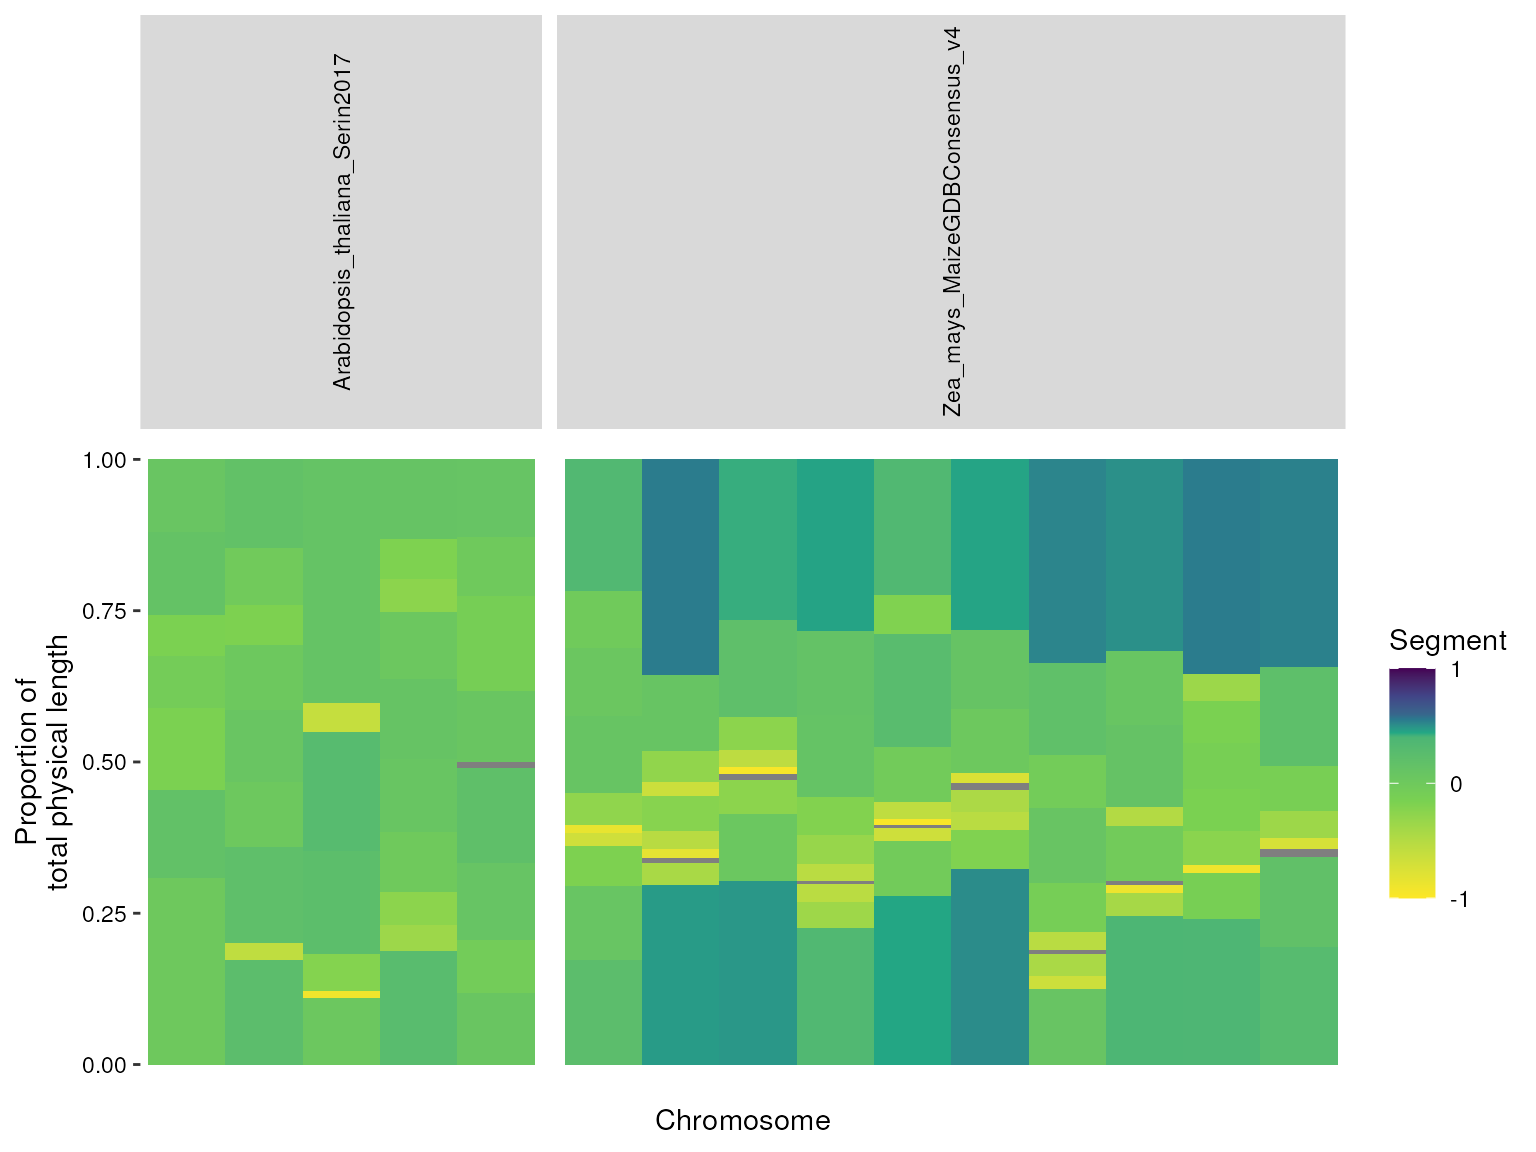 Arabidopsis_thaliana_Serin2017
Zea_mays_MaizeGDBConsensus_v4
1.00
0.75
0.50
0.25
0.00
Proportion of
total physical length
Chromosome
Segment
1
0
-1